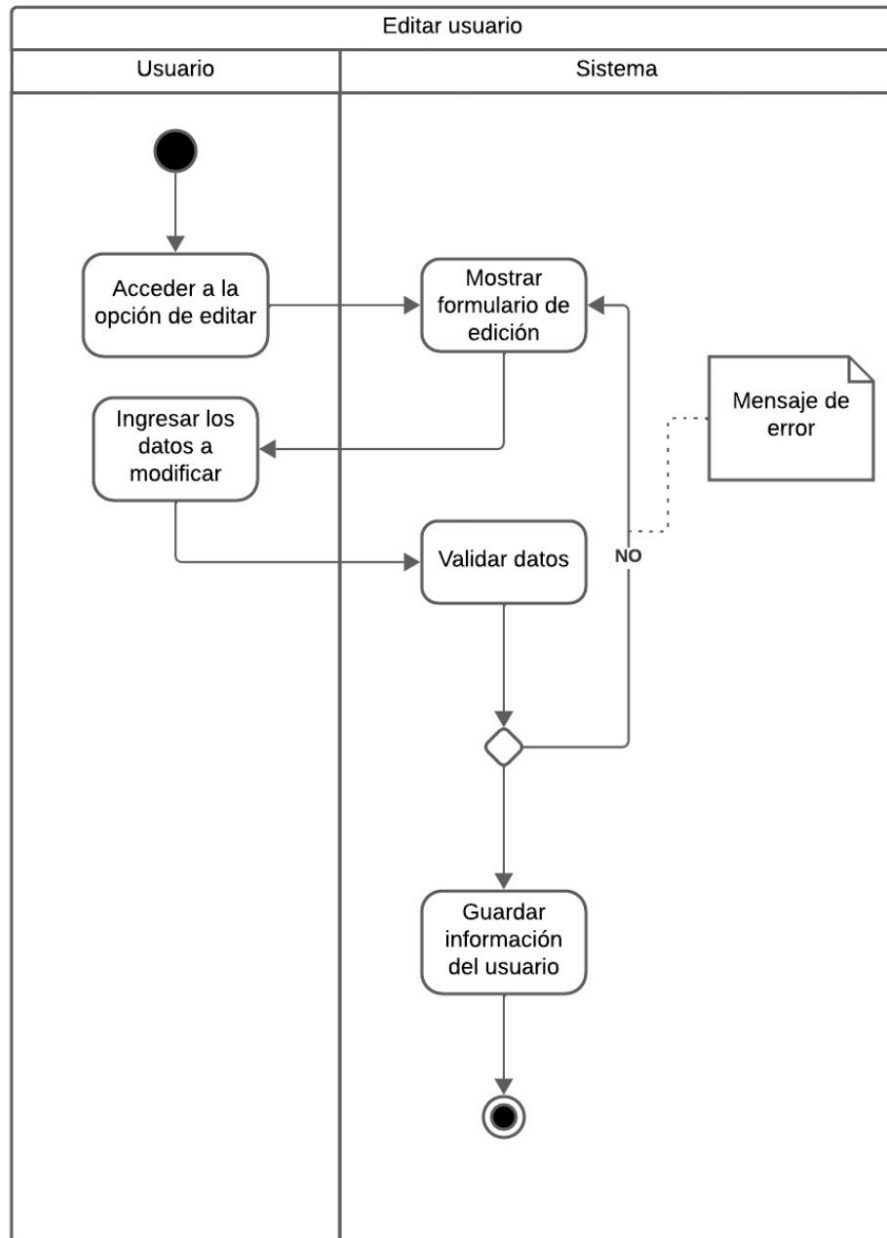 Editar usuario
Usuario
Sistema
Acceder a la
opción de editar
Mostrar
formulario de
edición
Ingresar los
datos a
modificar
Mensaje de
error
Validar datos
NO
Guardar
información
del usuario